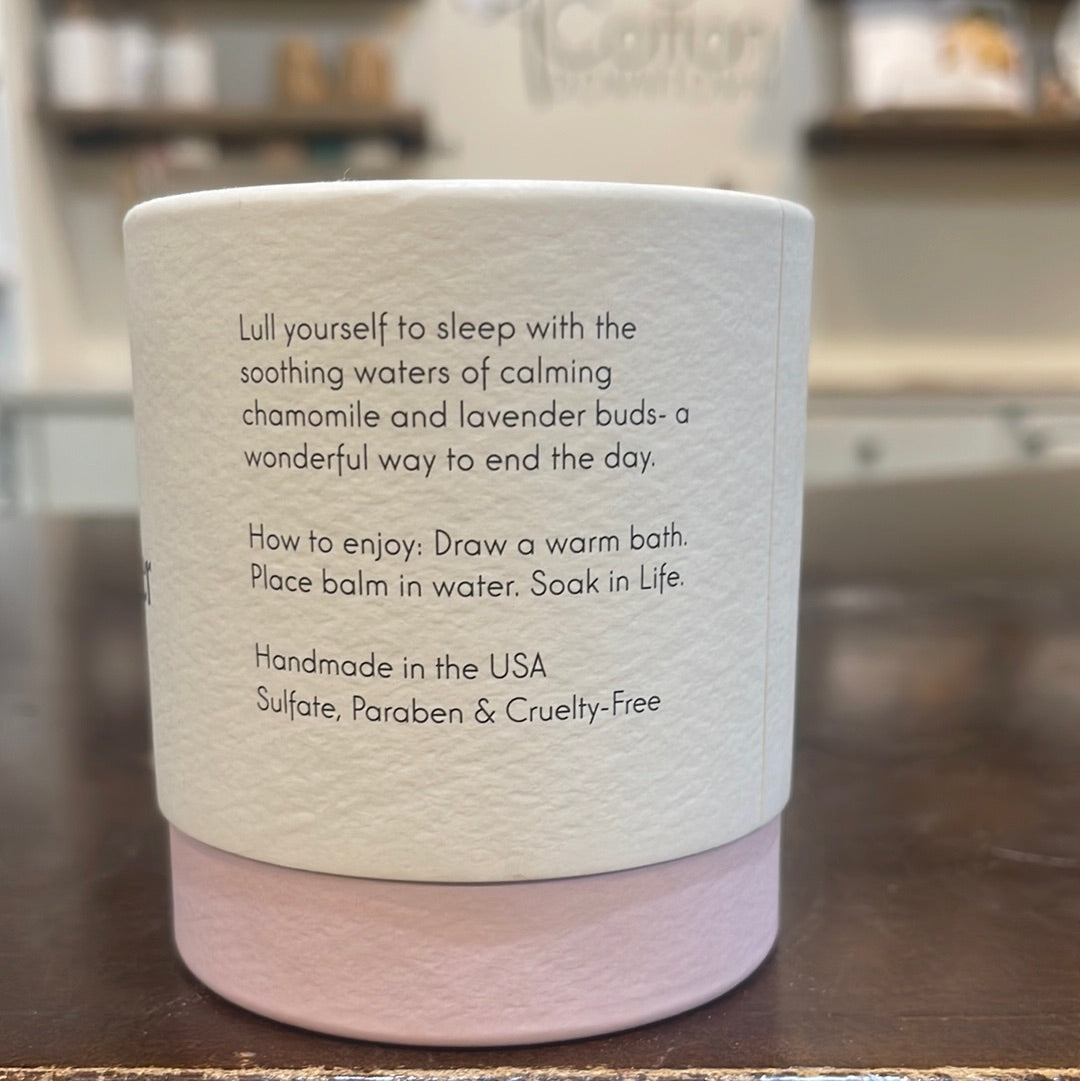 Lull yourself to sleep with the
soothing waters of calming
chamomile and lavender buds- a
wonderful way to end the day.
How to enjoy: Draw a warm bath.
Place balm in water. Soak in Life.
Handmade in the USA
Sulfate, Paraben & Cruelty-Free